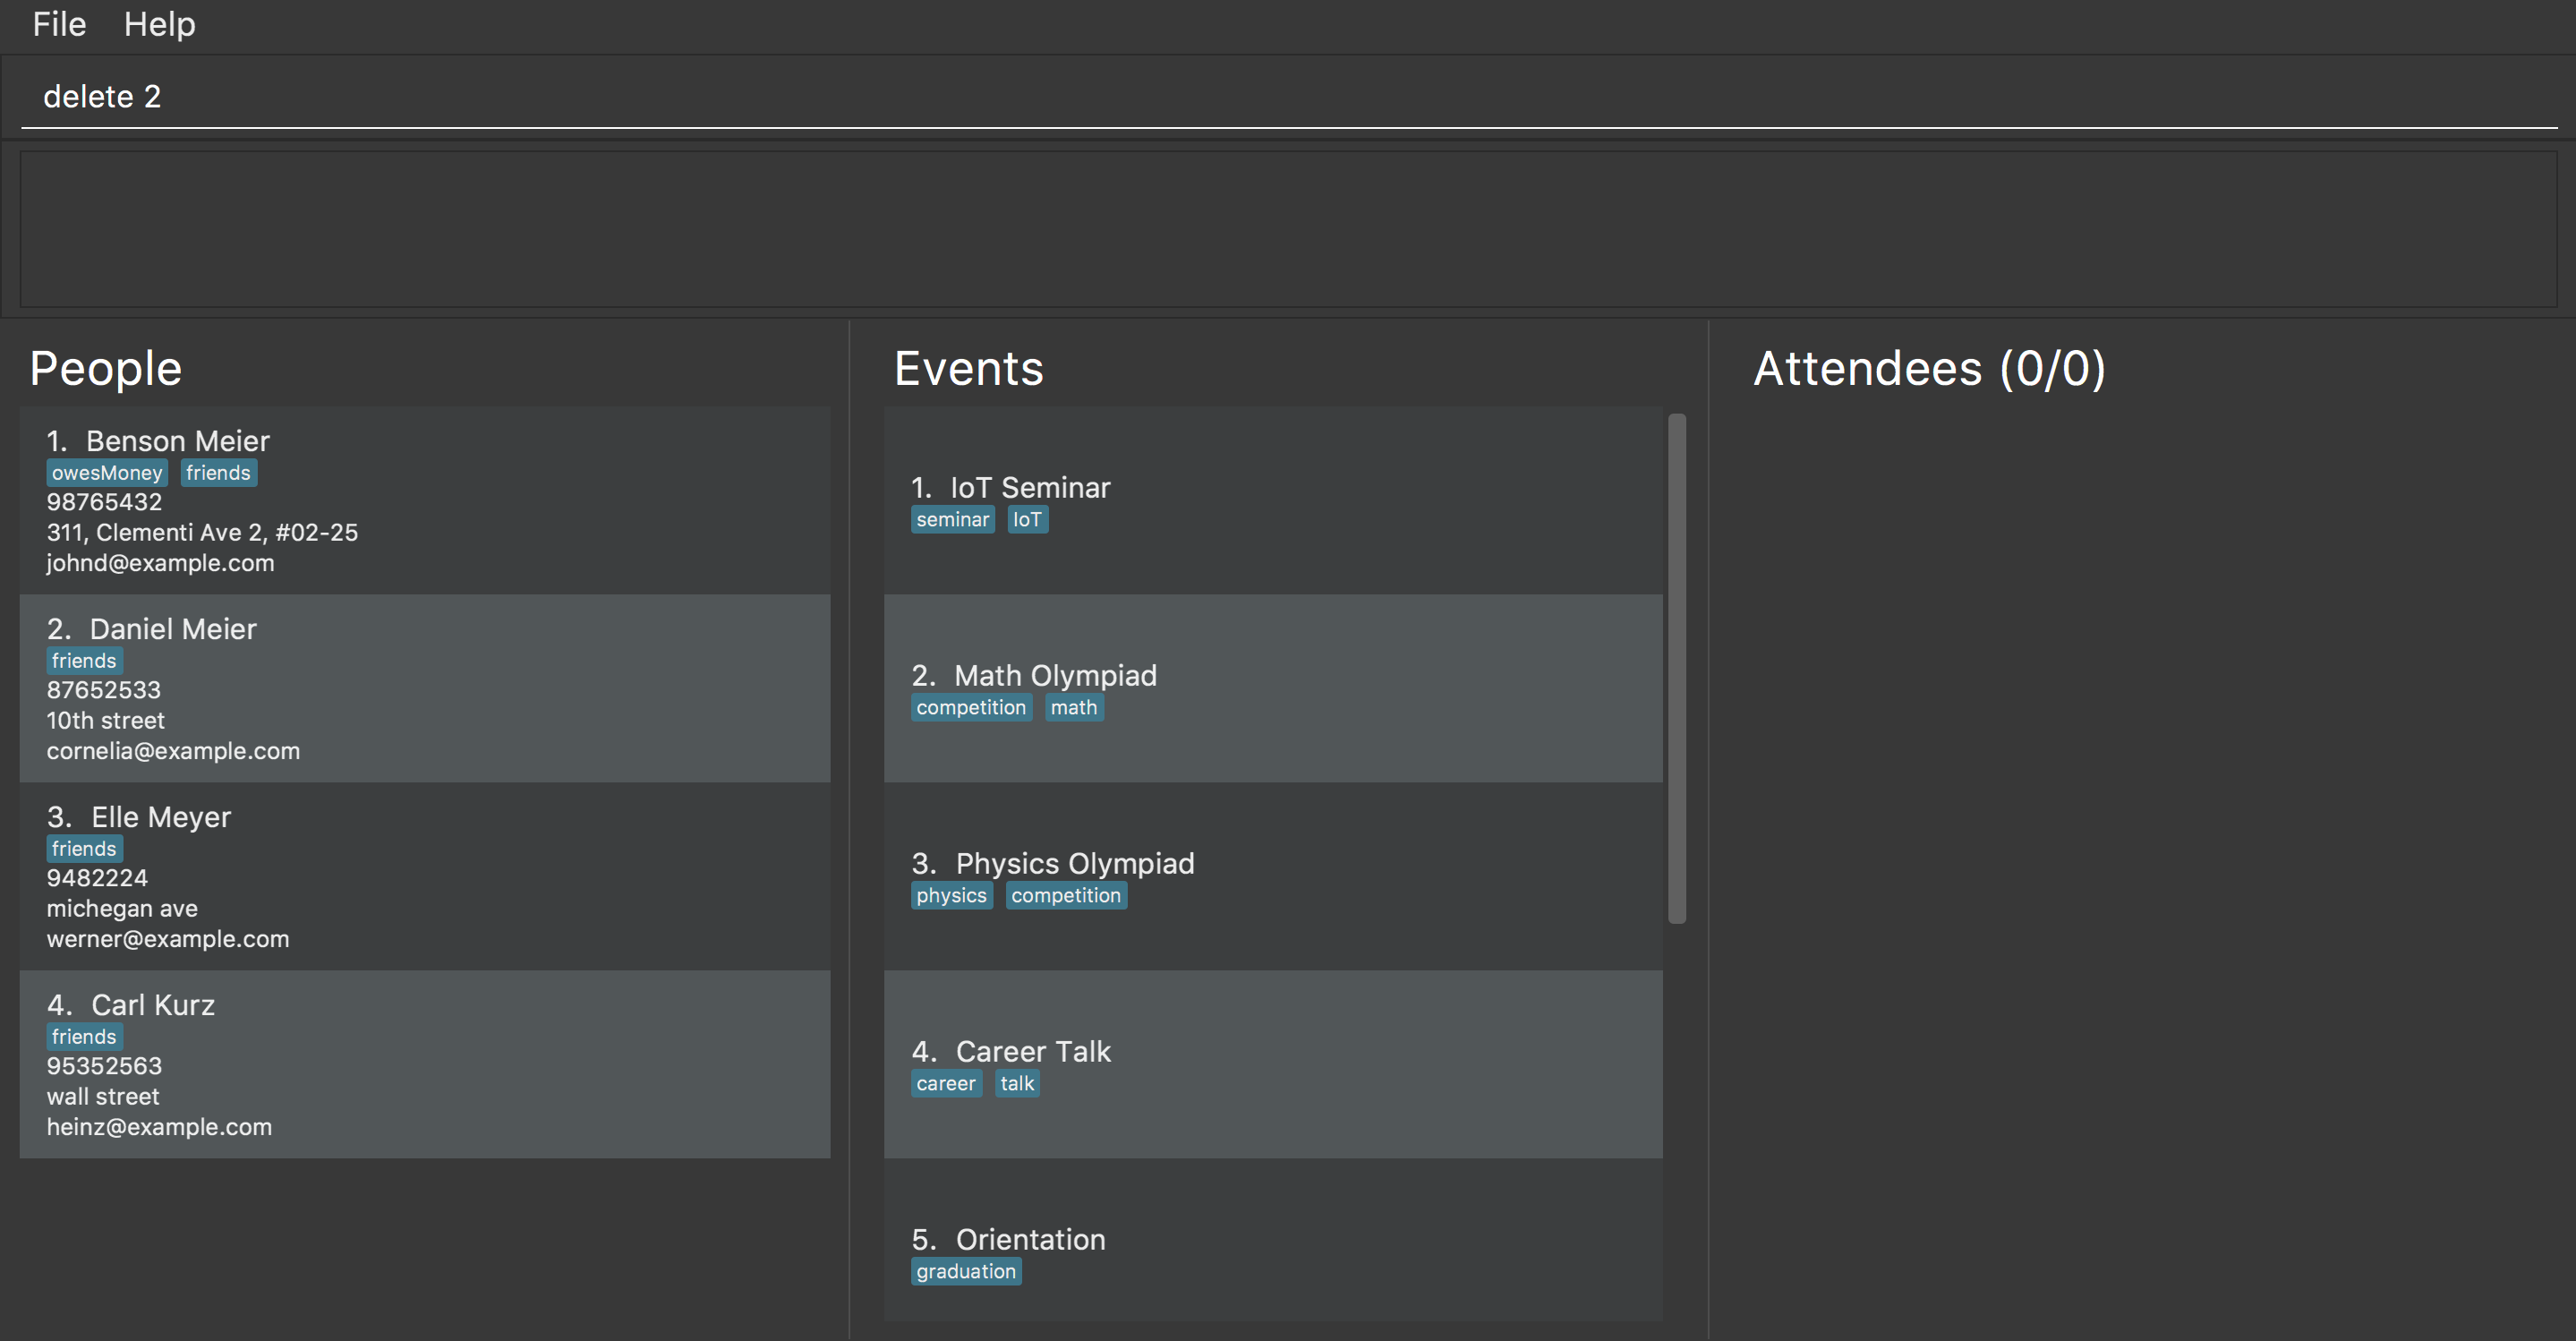 File Help
delete 2
People
1. Benson Meier
owesMoney friends
98765432
311, Clementi Ave 2, #02-25
johnd@example.com
2. Daniel Meier
friends
87652533
10th street
cornelia@example.com
3. Elle Meyer
friends
9482224
michegan ave
werner@example.com
4. Carl Kurz
friends
95352563
wall street
heinz@example.com
Events
1. IoT Seminar
seminar IoT
2. Math Olympiad
competition math
3. Physics Olympiad
physics competition
4. Career Talk
career talk
5. Orientation
graduation
Attendees (0/0)